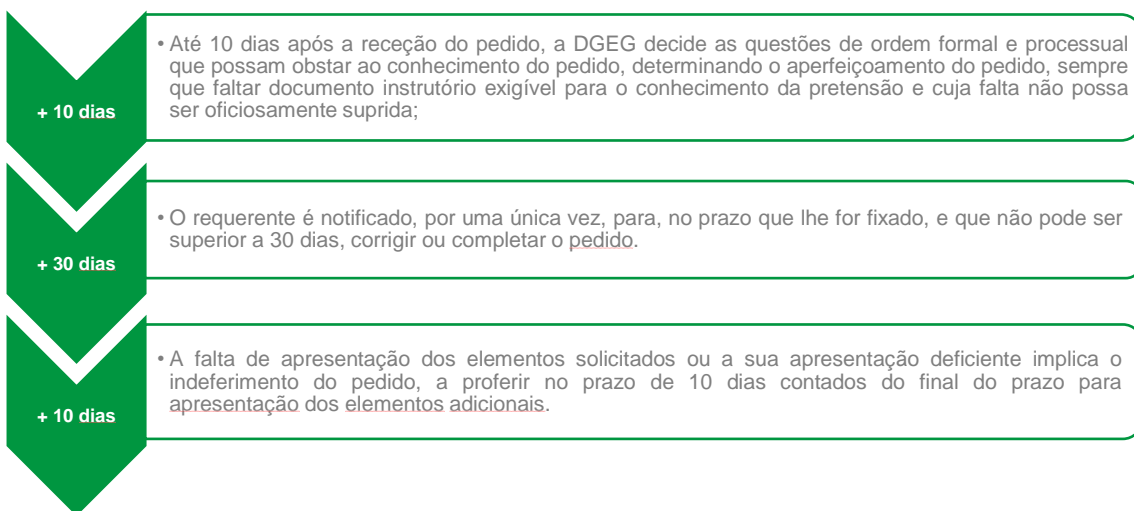 • Até 10 dias após a receção do pedido, a DGEG decide as questões de ordem formal e processual
que possam obstar ao conhecimento do pedido, determinando o aperfeiçoamento do pedido, sempre
que faltar documento instrutório exigível para o conhecimento da pretensão e cuja falta não possa
ser oficiosamente suprida;
+ 10 dias
• O requerente é notificado, por uma única vez, para, no prazo que lhe for fixado, e que não pode ser
superior a 30 dias, corrigir ou completar o pedido.
+ 30 dias
• A falta de apresentação dos elementos solicitados ou a sua apresentação deficiente implica o
indeferimento do pedido, a proferir no prazo de 10 dias contados do final do prazo para
apresentação dos elementos adicionais.
+ 10 dias